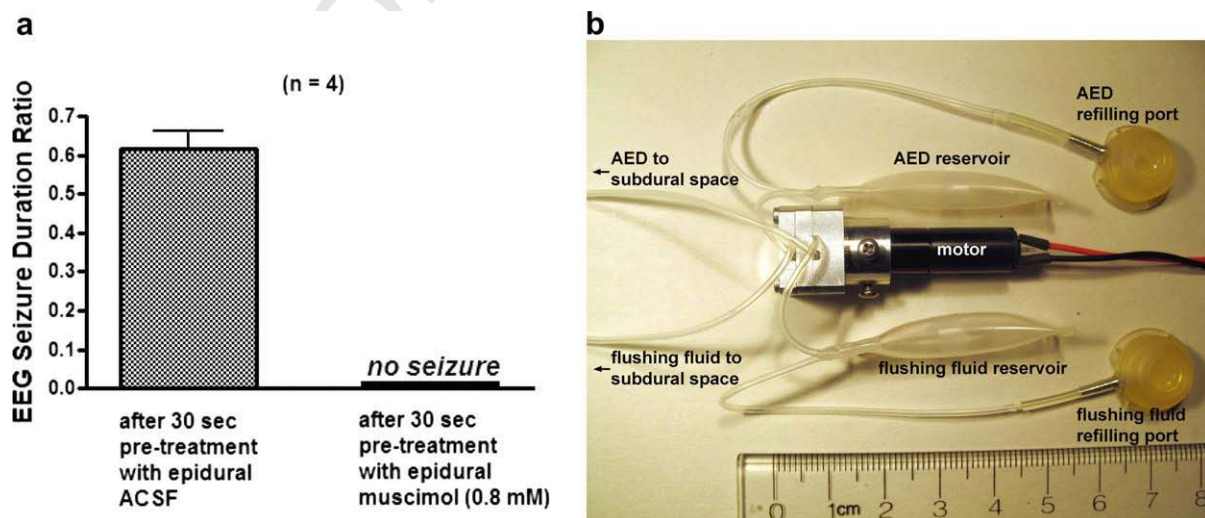 a
(n = 4)
EEG Seizure Duration Ratio
0.7
0.6
0.5
0.4
0.3
0.2
0.1
0.0
no seizure
after 30 sec
pre-treatment
with epidural
ACSF
after 30 sec
pre-treatment
with epidural
muscimol (0.8 mM)
b
AED
refilling port
AED to
subdural space
AED reservoir
motor
flushing fluid to
subdural space
flushing fluid reservoir
flushing fluid
refilling port
0 1cm 2 3 4 5 6 7 8